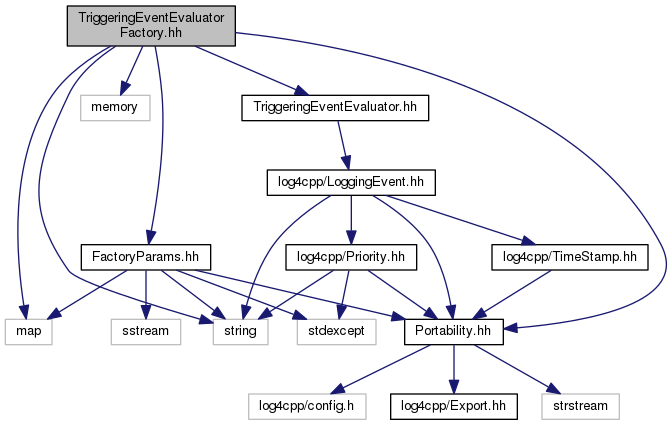 TriggeringEventEvaluator
Factory.hh
memory
TriggeringEventEvaluator.hh
log4cpp/LoggingEvent.hh
FactoryParams.hh
log4cpp/Priority.hh
log4cpp/TimeStamp.hh
map
sstream
string
stdexcept
Portability.hh
log4cpp/config.h
log4cpp/Export.hh
strstream